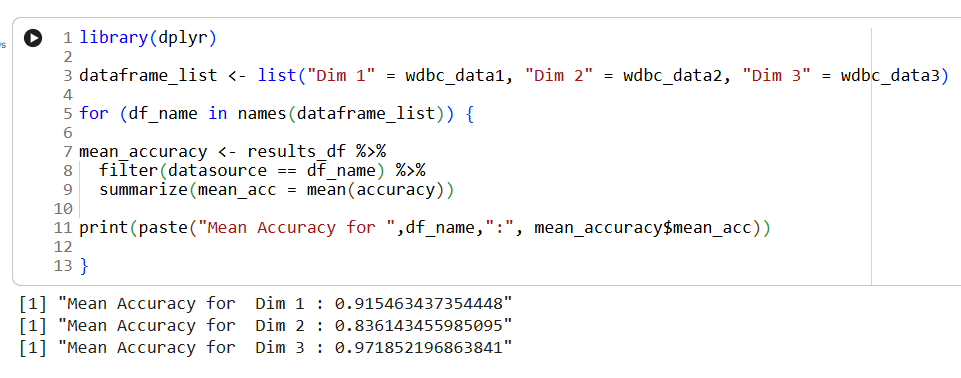 1 library(dplyr)
2
3 dataframe_list <- list("Dim 1" = wdbc_data1, "Dim 2" = wdbc_data2, "Dim 3" = wdbc_data3)
4
5 for (df_name in names(dataframe_list)) {
6
7 mean_accuracy <- results_df %>%
8   filter(datasource == df_name) %>%
9   summarize(mean_acc = mean(accuracy))
10
11 print(paste("Mean Accuracy for ",df_name,":", mean_accuracy$mean_acc))
12
13 }
[1] "Mean Accuracy for  Dim 1 : 0.915463437354448"
[1] "Mean Accuracy for  Dim 2 : 0.836143455985095"
[1] "Mean Accuracy for  Dim 3 : 0.971852196863841"